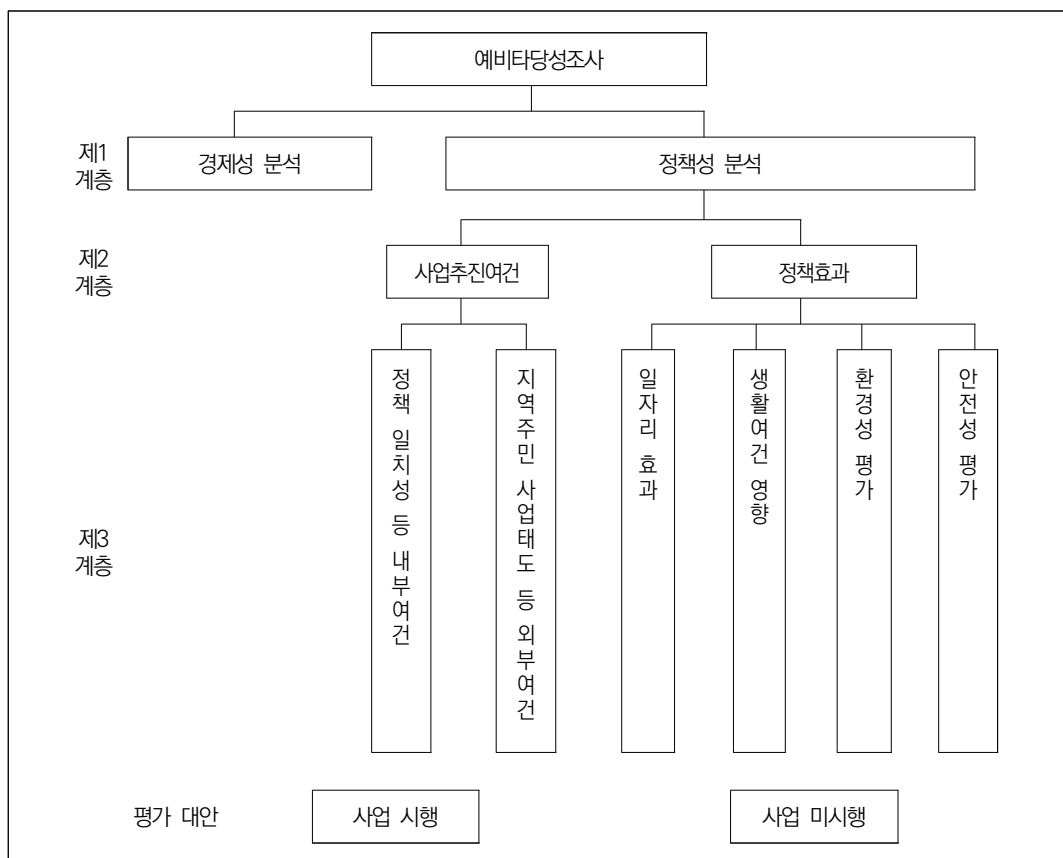 예비타당성조사
제1
계층
경제성 분석
정책성 분석
제2
계층
사업추진여건
정책효과
제3
계층
정책 일치성 등 내부여건
지역주민 사업태도 등 외부여건
일자리 효과
생활여건 영향
환경성 평가
안전성 평가
평가 대안
사업 시행
사업 미시행